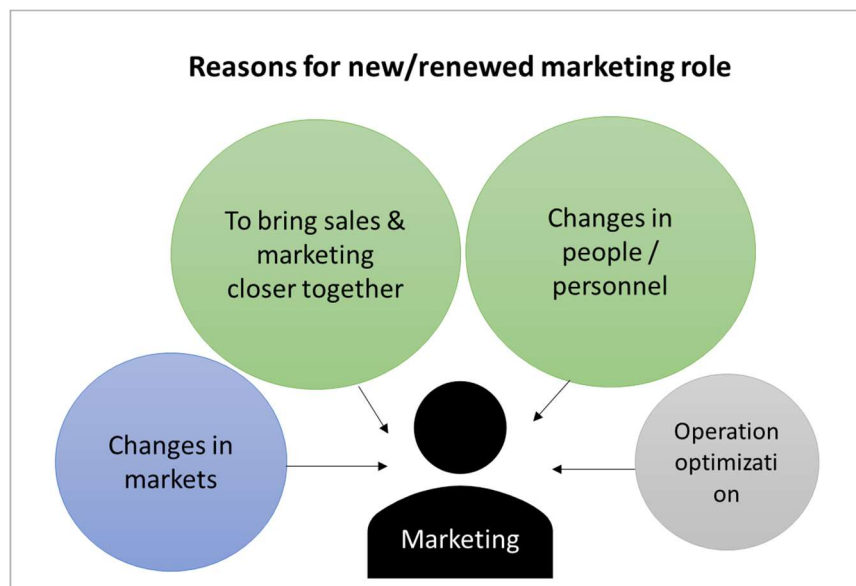 Reasons for new/renewed marketing role
To bring sales &
marketing
closer together
Changes in
people /
personnel
Changes in
markets
Operation
optimizati
on
Marketing